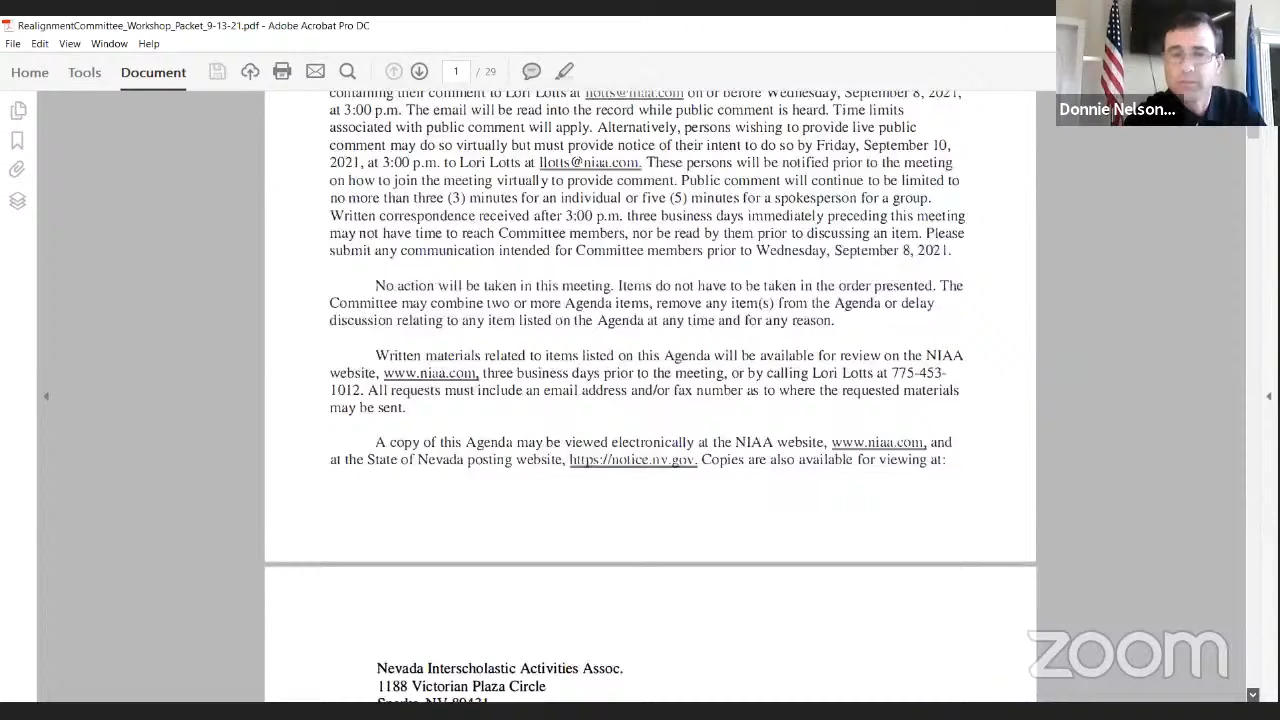 RealignmentCommittee_Workshop_Packet_9-13-21.pdf - Adobe Acrobat Pro DC
File Edit View Window Help
Home Tools Document 1 / 29
Donnie Nelson...
containing their comment to Lori Lotts at llotts@niaa.com on or before Wednesday, September 8, 2021,
at 3:00 p.m. The email will be read into the record while public comment is heard. Time limits
associated with public comment will apply. Alternatively, persons wishing to provide live public
comment may do so virtually but must provide notice of their intent to do so by Friday, September 10,
2021, at 3:00 p.m. to Lori Lotts at llotts@niaa.com. These persons will be notified prior to the meeting
on how to join the meeting virtually to provide comment. Public comment will continue to be limited to
no more than three (3) minutes for an individual or five (5) minutes for a spokesperson for a group.
Written correspondence received after 3:00 p.m. three business days immediately preceding this meeting
may not have time to reach Committee members, nor be read by them prior to discussing an item. Please
submit any communication intended for Committee members prior to Wednesday, September 8, 2021.
No action will be taken in this meeting. Items do not have to be taken in the order presented. The
Committee may combine two or more Agenda items, remove any item(s) from the Agenda or delay
discussion relating to any item listed on the Agenda at any time and for any reason.
Written materials related to items listed on this Agenda will be available for review on the NIAA
website, www.niaa.com, three business days prior to the meeting, or by calling Lori Lotts at 775-453-
1012. All requests must include an email address and/or fax number as to where the requested materials
may be sent.
A copy of this Agenda may be viewed electronically at the NIAA website, www.niaa.com, and
at the State of Nevada posting website, https://notice.nv.gov. Copies are also available for viewing at:
Nevada Interscholastic Activities Assoc.
1188 Victorian Plaza Circle
Sparks, NV 89431
zoom